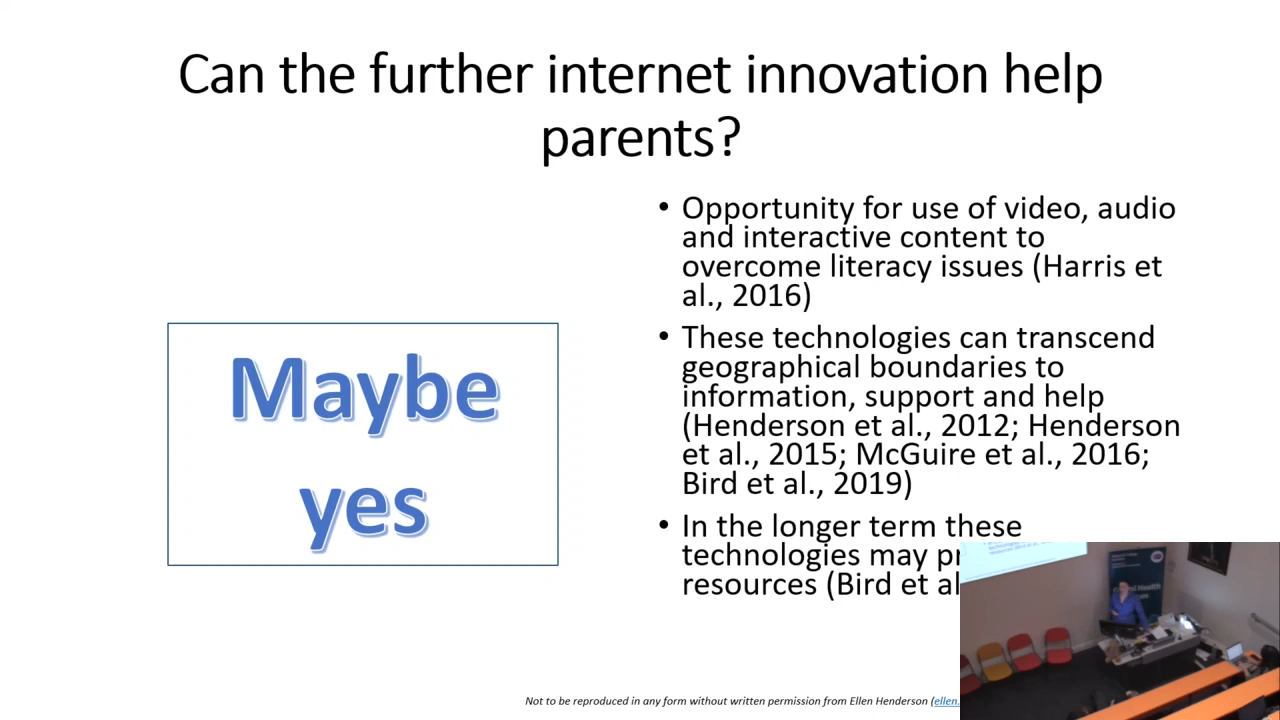 Can the further internet innovation help
parents?
• Opportunity for use of video, audio
and interactive content to
overcome literacy issues (Harris et
al., 2016)
• These technologies can transcend
geographical boundaries to
information, support and help
(Henderson et al., 2012; Henderson
et al., 2015; McGuire et al., 2016;
Bird et al., 2019)
• In the longer term these
technologies may
resources (Bird et al
Maybe
yes
Not to be reproduced in any form without written permission from Ellen Henderson (ellen.